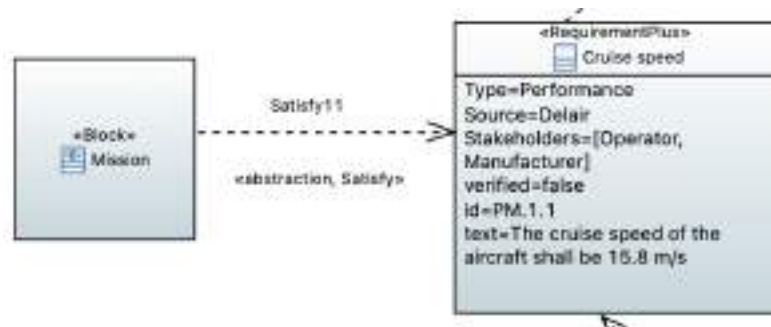 «RequirementPlus»
Cruise speed
Type=Performance
Source=Delair
Stakeholders=[Operator,
Manufacturer]
verified=false
id=PM.1.1
text=The cruise speed of the
aircraft shall be 15.8 m/s
Satisfy11
«abstraction, Satisfy»
«Block»
Mission